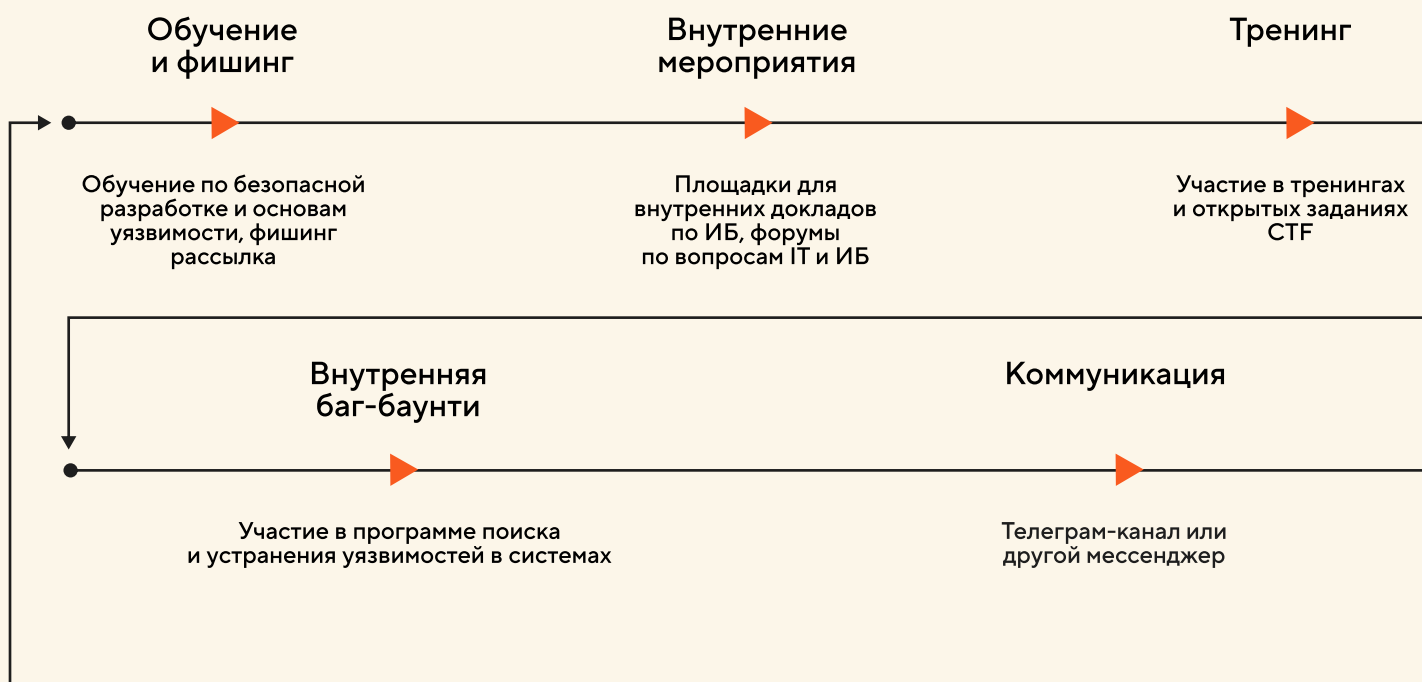 Обучение
и фишинг
Внутренние
мероприятия
Тренинг
Обучение по безопасной
разработке и основам
уязвимости, фишинг
рассылка
Площадки для
внутренних докладов
по ИБ, форумы
по вопросам IT и ИБ
Участие в тренингах
и открытых заданиях
CTF
Внутренняя
баг-баунти
Коммуникация
Участие в программе поиска
и устранения уязвимостей в системах
Телеграм-канал или
другой мессенджер